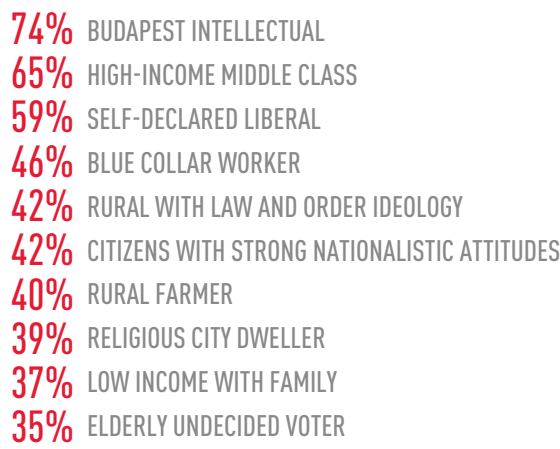 74% BUDAPEST INTELLECTUAL
65% HIGH-INCOME MIDDLE CLASS
59% SELF-DECLARED LIBERAL
46% BLUE COLLAR WORKER
42% RURAL WITH LAW AND ORDER IDEOLOGY
42% CITIZENS WITH STRONG NATIONALISTIC ATTITUDES
40% RURAL FARMER
39% RELIGIOUS CITY DWELLER
37% LOW INCOME WITH FAMILY
35% ELDERLY UNDECIDED VOTER